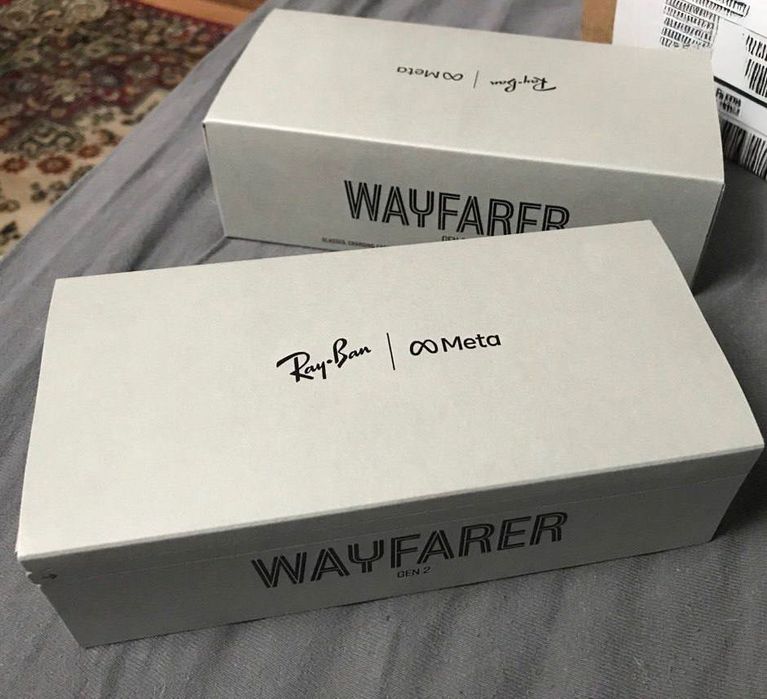 Ray-Ban | ∞ Meta
WAYFARER
Ray-Ban | ∞ Meta
WAYFARER
GEN 2